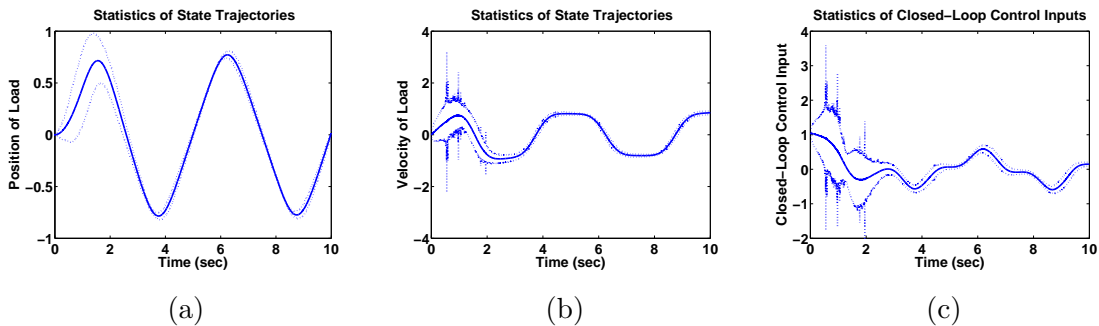 Statistics of State Trajectories
Position of Load
1
0.5
0
−0.5
−1
0 2 4 6 8 10
Time (sec)
(a)
Statistics of State Trajectories
Velocity of Load
4
2
0
−2
−4
0 2 4 6 8 10
Time (sec)
(b)
Statistics of Closed−Loop Control Inputs
Closed−Loop Control Input
4
3
2
1
0
−1
−2
0 2 4 6 8 10
Time (sec)
(c)